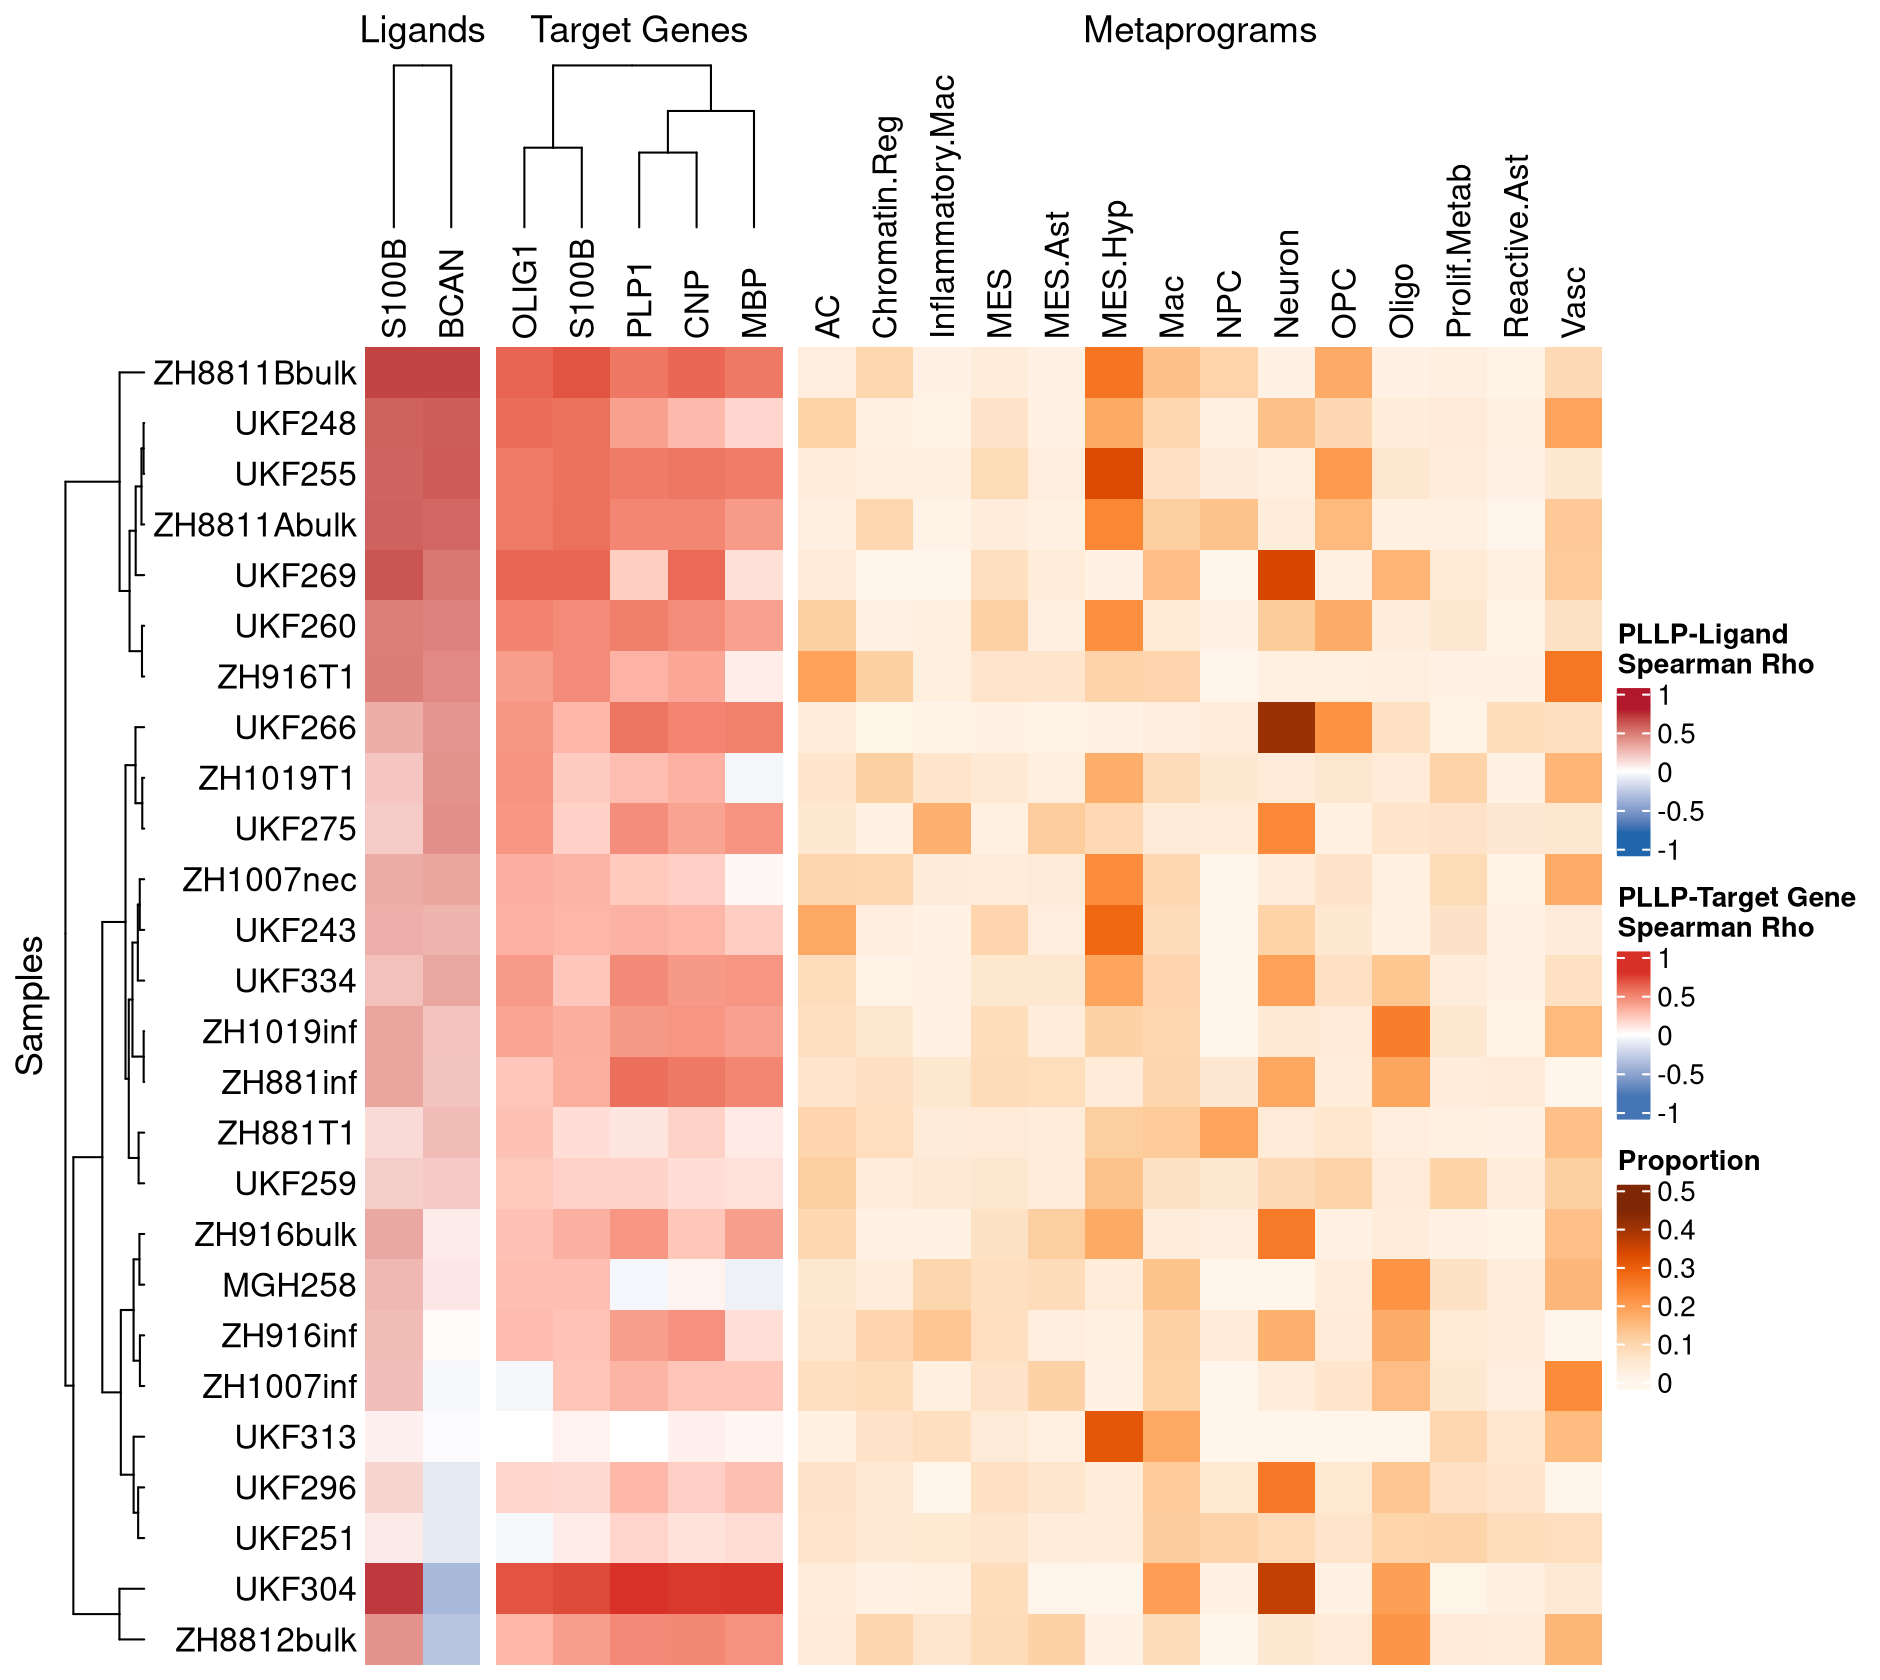 Ligands
Target Genes
Metaprograms
S100B
BCAN
OLIG1
S100B
PLP1
CNP
MBP
AC
Chromatin.Reg
Inflammatory.Mac
MES
MES.Ast
MES.Hyp
Mac
NPC
Neuron
OPC
Oligo
Prolif.Metab
Reactive.Ast
Vasc
Samples
ZH8811Bbulk
UKF248
UKF255
ZH8811Abulk
UKF269
UKF260
ZH916T1
UKF266
ZH1019T1
UKF275
ZH1007nec
UKF243
UKF334
ZH1019inf
ZH881inf
ZH881T1
UKF259
ZH916bulk
MGH258
ZH916inf
ZH1007inf
UKF313
UKF296
UKF251
UKF304
ZH8812bulk
PLLP-Ligand
Spearman Rho
1
0.5
0
-0.5
-1
PLLP-Target Gene
Spearman Rho
1
0.5
0
-0.5
-1
Proportion
0.5
0.4
0.3
0.2
0.1
0